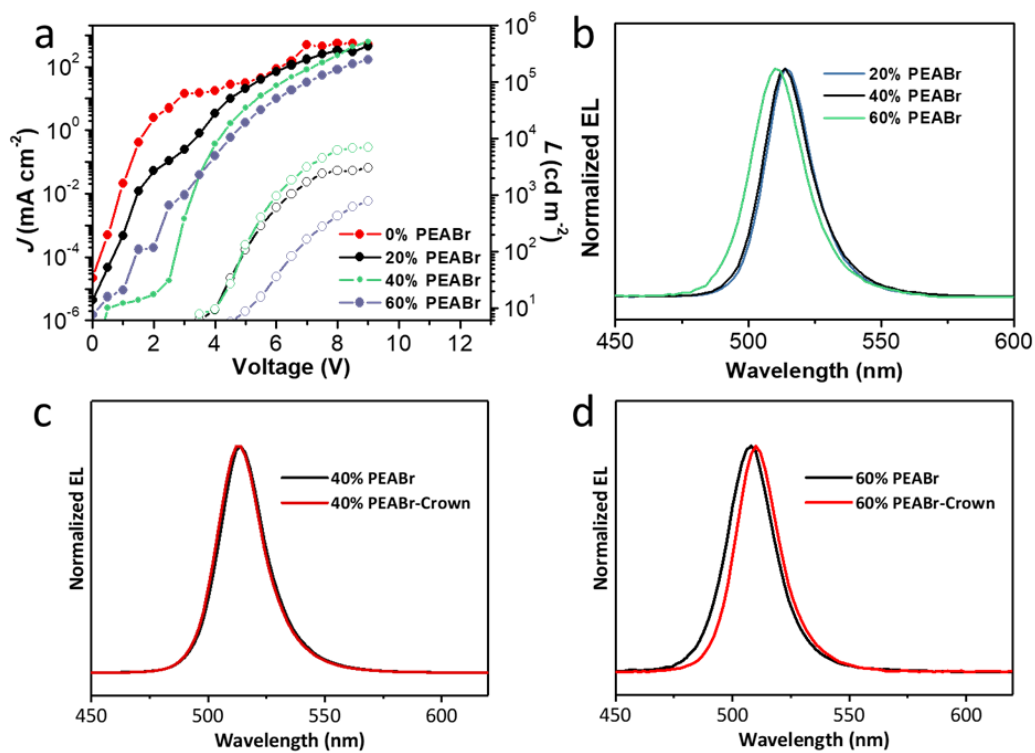 a
J (mA cm⁻²)
10²
10⁰
10⁻²
10⁻⁴
10⁻⁶
10⁶
10⁵
10⁴
10³
10²
10¹
L (cd m⁻²)
0% PEABr
20% PEABr
40% PEABr
60% PEABr
0 2 4 6 8 10 12
Voltage (V)
b
Normalized EL
20% PEABr
40% PEABr
60% PEABr
450 500 550 600
Wavelength (nm)
c
Normalized EL
40% PEABr
40% PEABr-Crown
450 500 550 600
Wavelength (nm)
d
Normalized EL
60% PEABr
60% PEABr-Crown
450 500 550 600
Wavelength (nm)